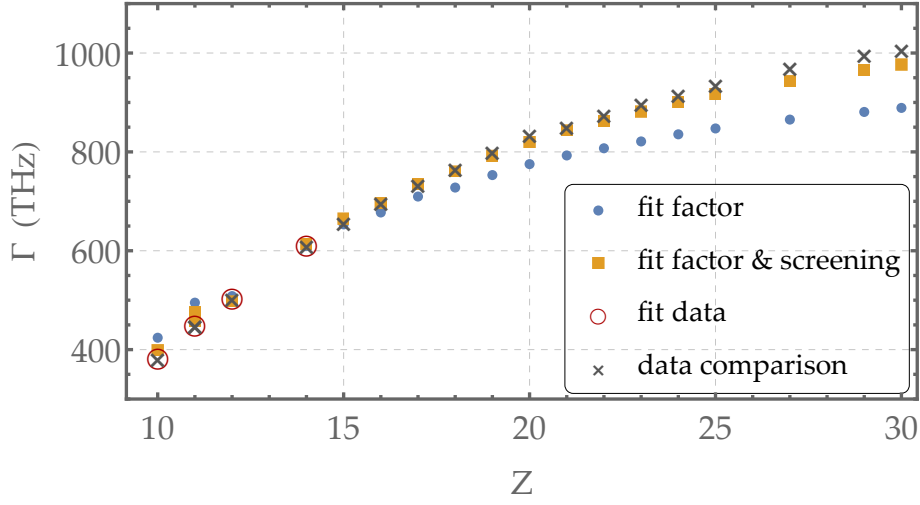 1000
800
600
400
Γ (THz)
fit factor
fit factor & screening
fit data
data comparison
10 15 20 25 30
Z